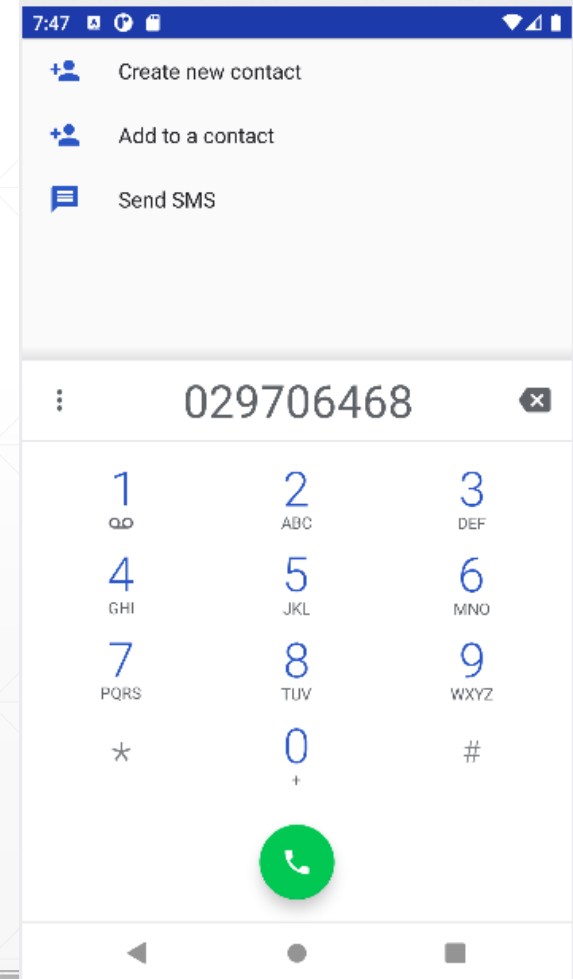 7:47
Create new contact
Add to a contact
Send SMS
029706468
1 2 3
ABC DEF
4 5 6
GHI JKL MNO
7 8 9
PQRS TUV WXYZ
* 0 #
+